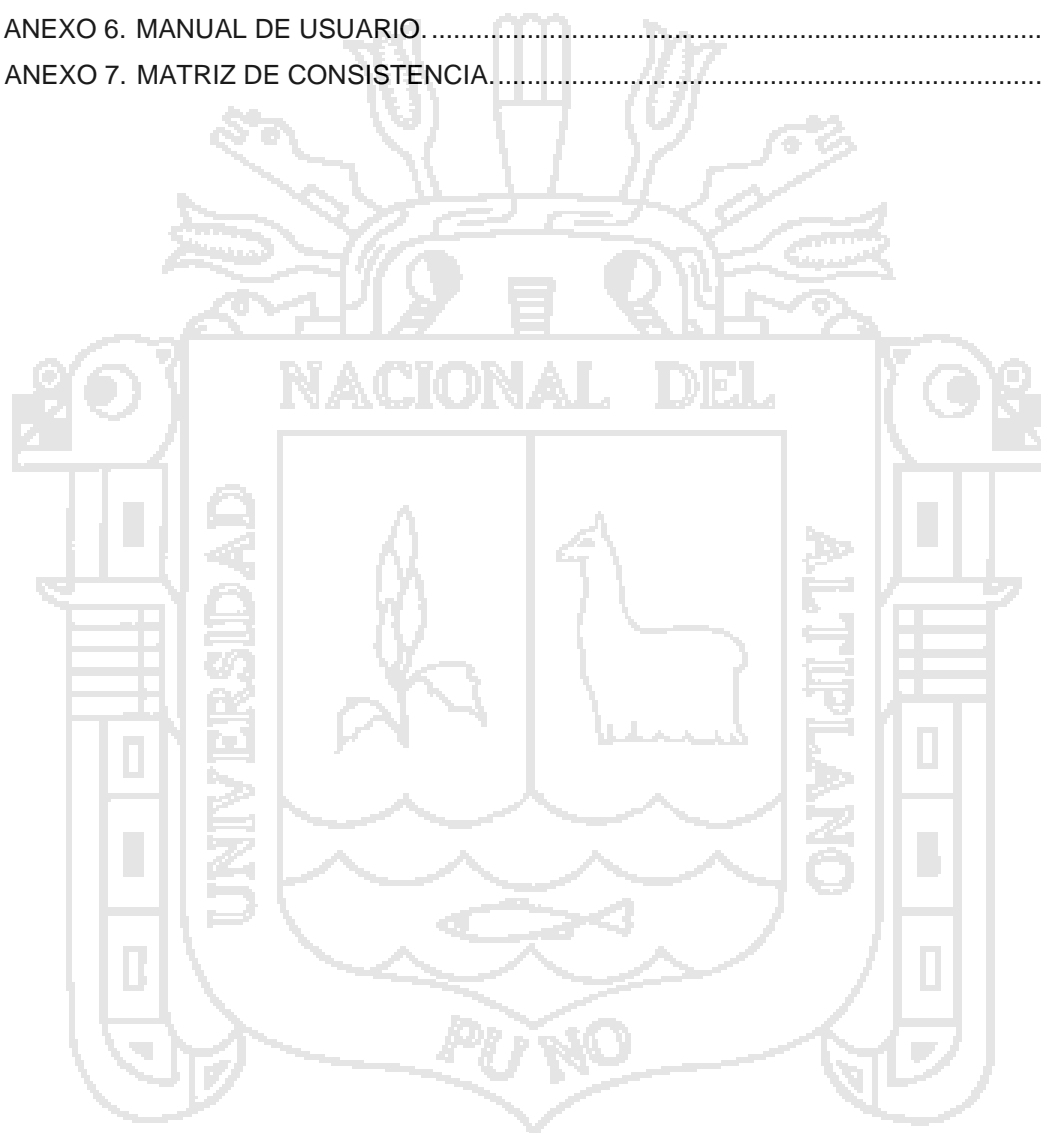 ANEXO 6. MANUAL DE USUARIO. ........................................................................................
ANEXO 7. MATRIZ DE CONSISTENCIA...............................................................................
NACIONAL DEL
UNIVERSIDAD
ALTIPLANO
PUNO